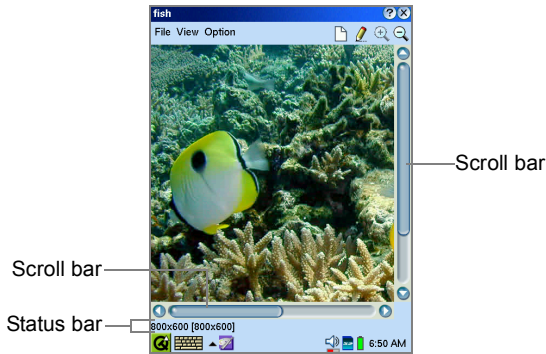 fish
File View Option
Scroll bar
Scroll bar
Status bar
800x600 [800x600]
6:50 AM